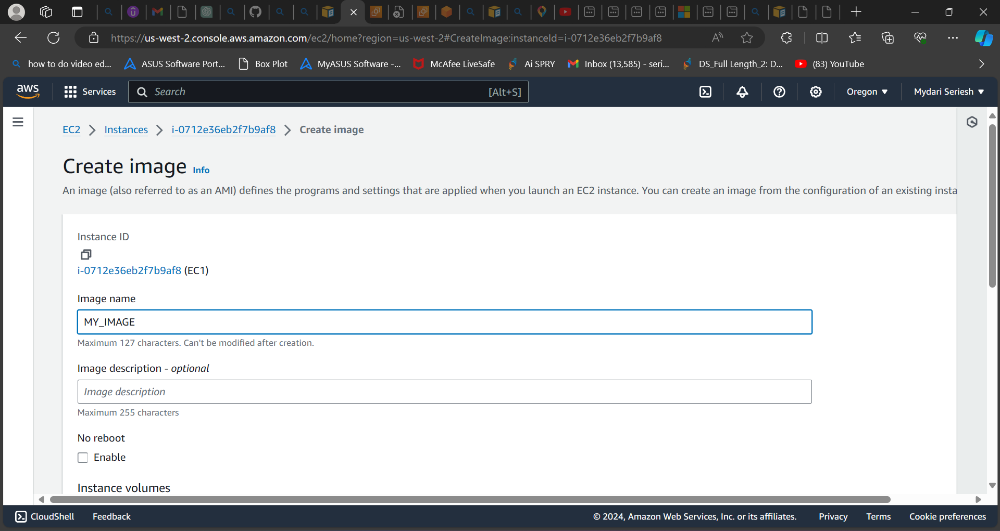 https://us-west-2.console.aws.amazon.com/ec2/home?region=us-west-2#CreateImage:instanceId=i-0712e36eb2f7b9af8
how to do video ed...
ASUS Software Port...
Box Plot
MyASUS Software -...
McAfee LiveSafe
Ai SPRY
Inbox (13,585) - seri...
DS_Full Length_2: D...
(83) YouTube
aws
Services
Search
[Alt+S]
Oregon
Mydari Seriesh
EC2
Instances
i-0712e36eb2f7b9af8
Create image
Create image Info
An image (also referred to as an AMI) defines the programs and settings that are applied when you launch an EC2 instance. You can create an image from the configuration of an existing insta
Instance ID
i-0712e36eb2f7b9af8 (EC1)
Image name
MY_IMAGE
Maximum 127 characters. Can't be modified after creation.
Image description - optional
Image description
Maximum 255 characters
No reboot
Enable
Instance volumes
CloudShell
Feedback
© 2024, Amazon Web Services, Inc. or its affiliates.
Privacy
Terms
Cookie preferences